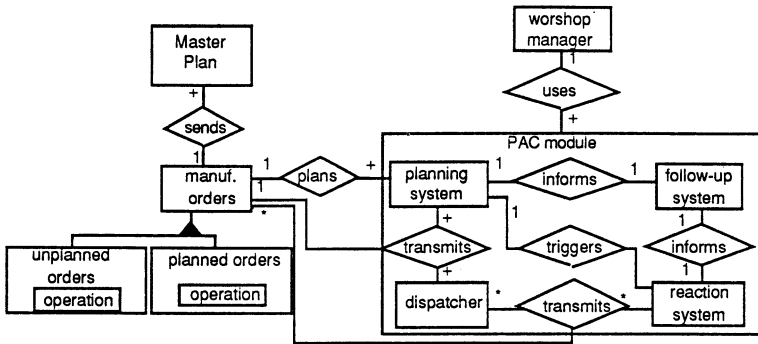 Master
Plan
worshop
manager
+
1
sends
uses
1
+
PAC module
manuf.
orders
1
plans
+
planning
system
1
informs
1
follow-up
system
1
*
+
1
1
transmits
triggers
informs
unplanned
orders
operation
planned orders
operation
+
1
dispatcher
*
transmits
*
reaction
system